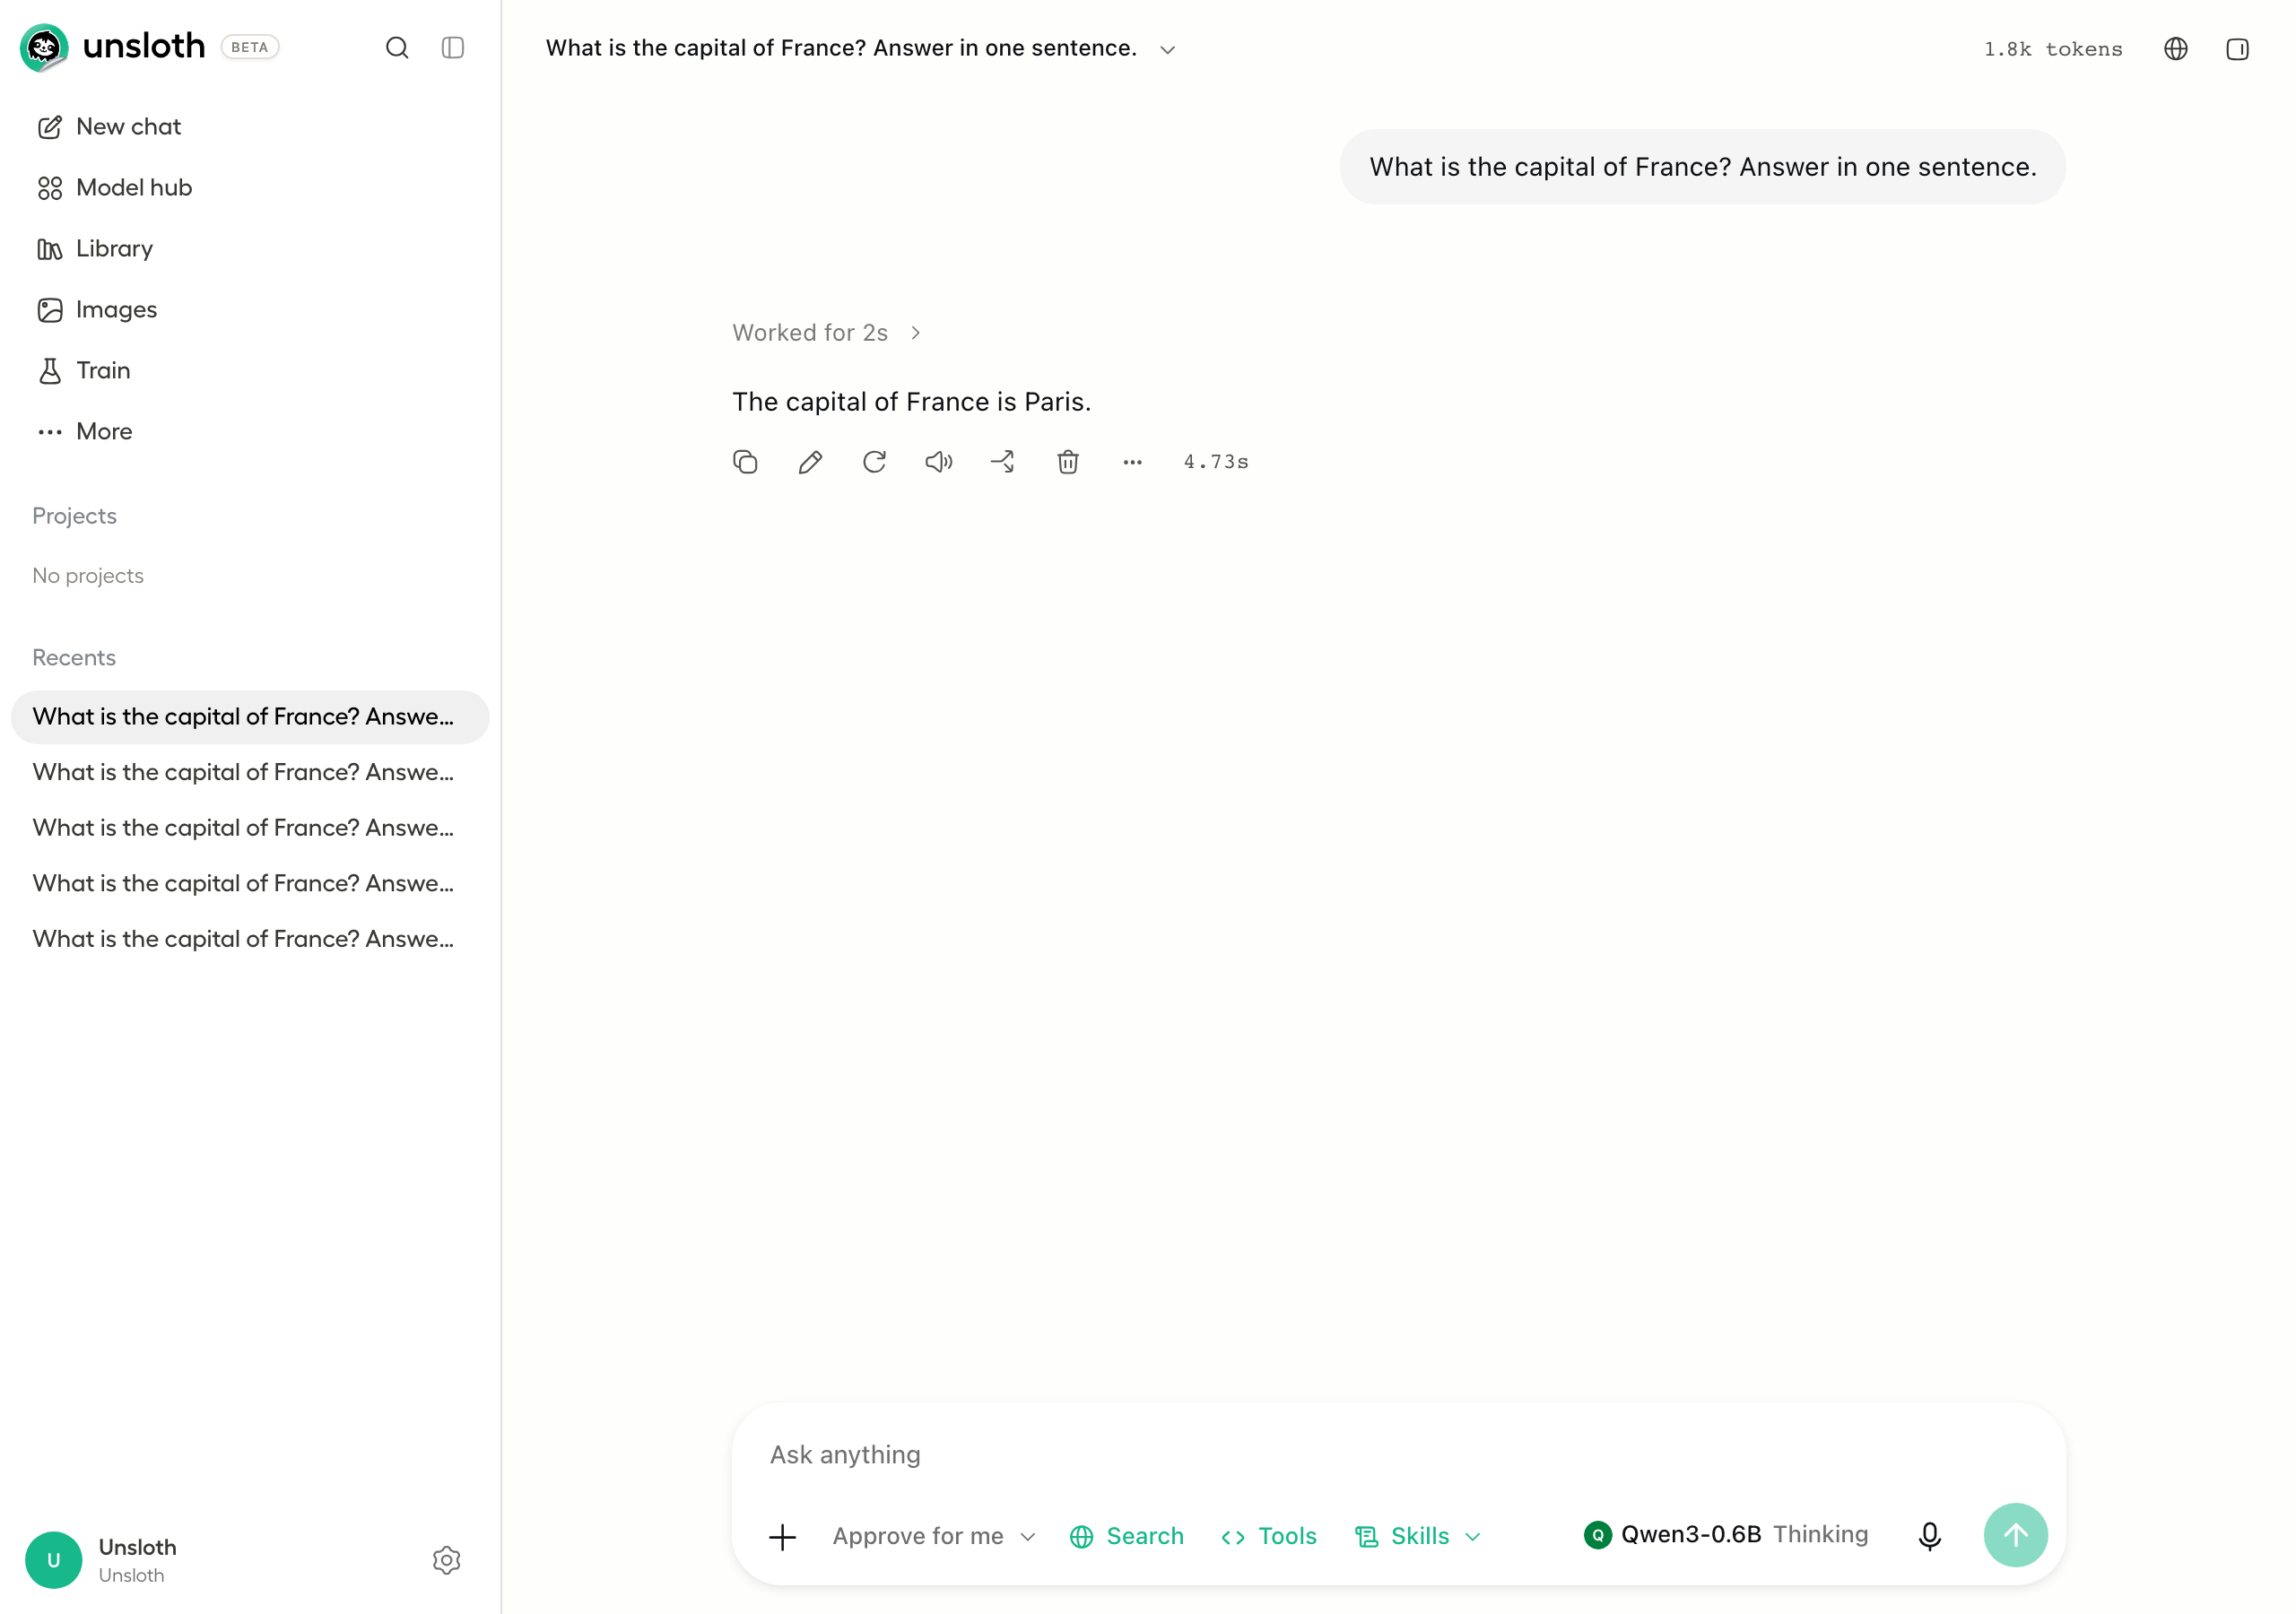 unsloth BETA
New chat
Model hub
Library
Images
Train
More
Projects
No projects
Recents
What is the capital of France? Answe...
What is the capital of France? Answe...
What is the capital of France? Answe...
What is the capital of France? Answe...
What is the capital of France? Answe...
U
Unsloth
Unsloth
What is the capital of France? Answer in one sentence.
1.8k tokens
What is the capital of France? Answer in one sentence.
Worked for 2s
The capital of France is Paris.
4.73s
Ask anything
Approve for me Search Tools Skills Q Qwen3-0.6B Thinking